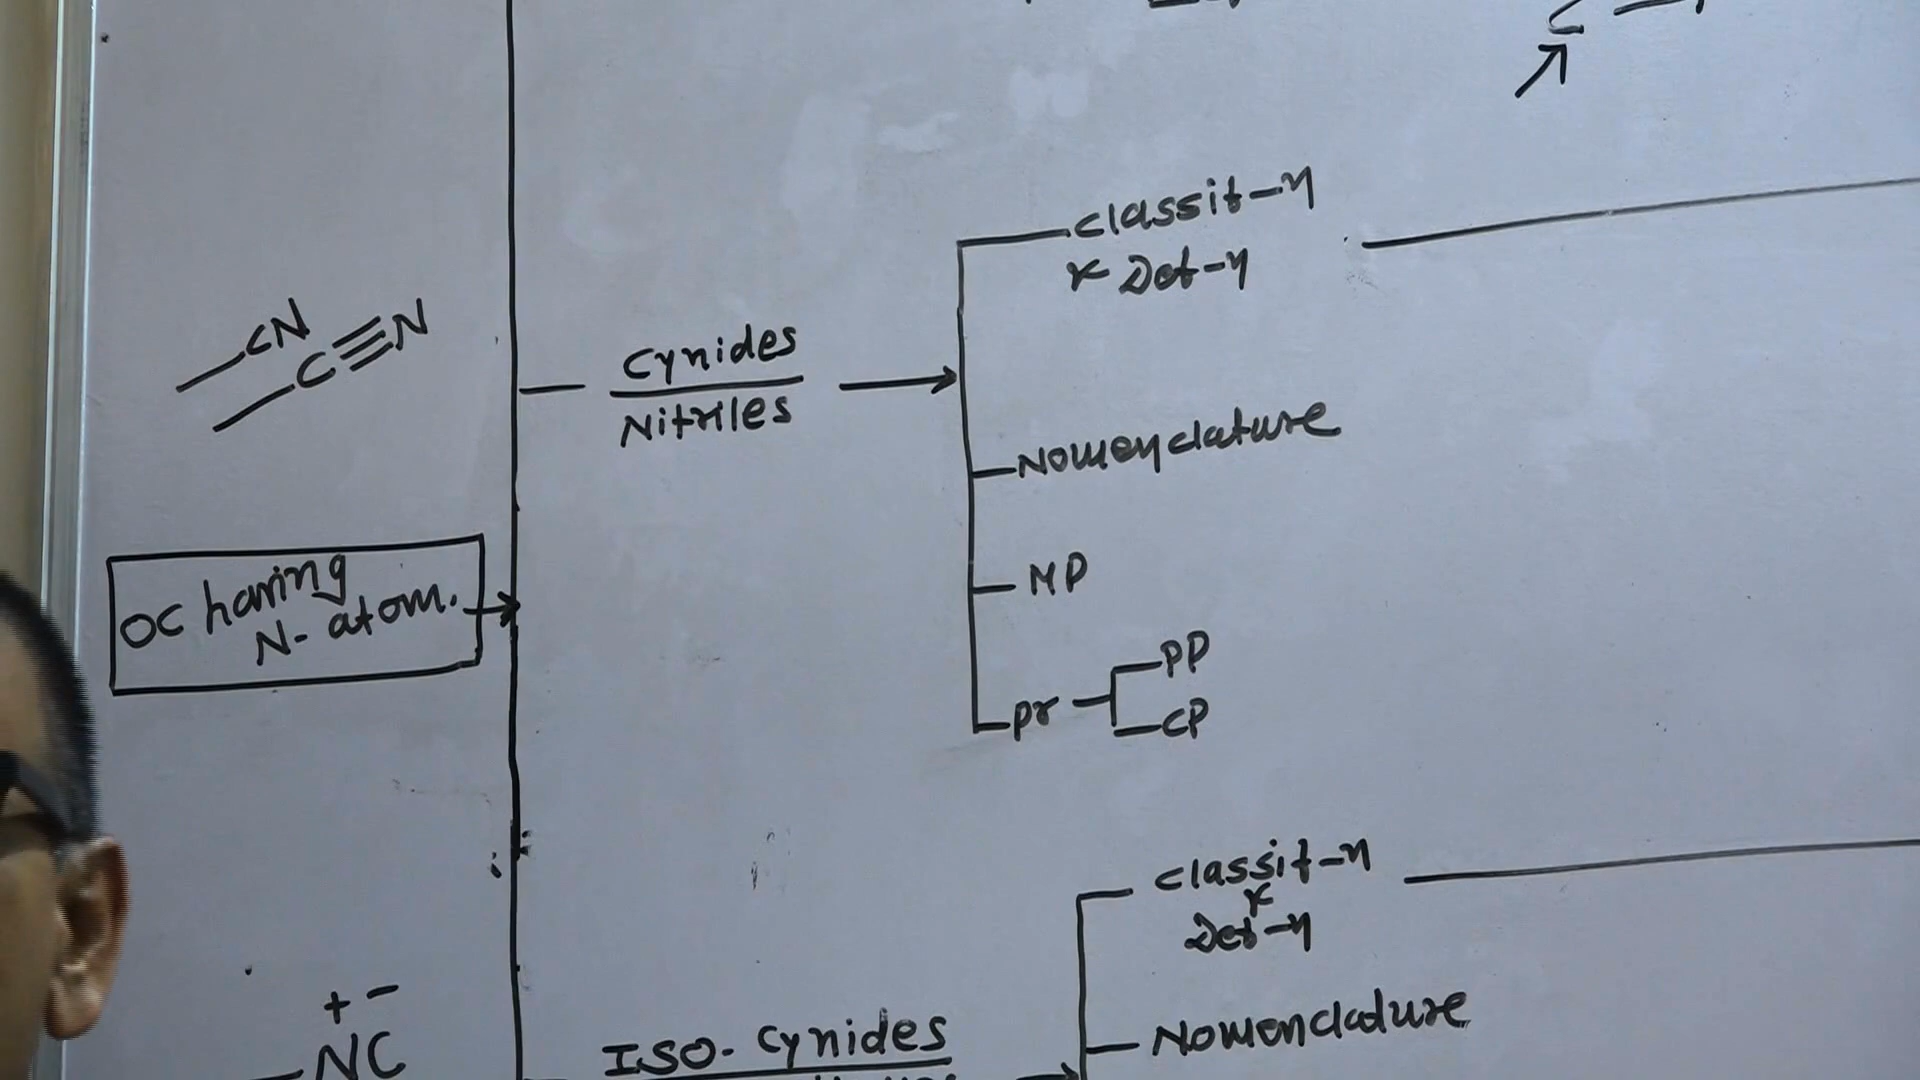 classif-n
& Def-n
CN
C≡N
Cynides
Nitriles
Nomenclature
MP
OC having
N-atom.
PP
Pr
CP
classif-n
&
Def-n
+ -
NC
ISO-Cynides
Nomenclature